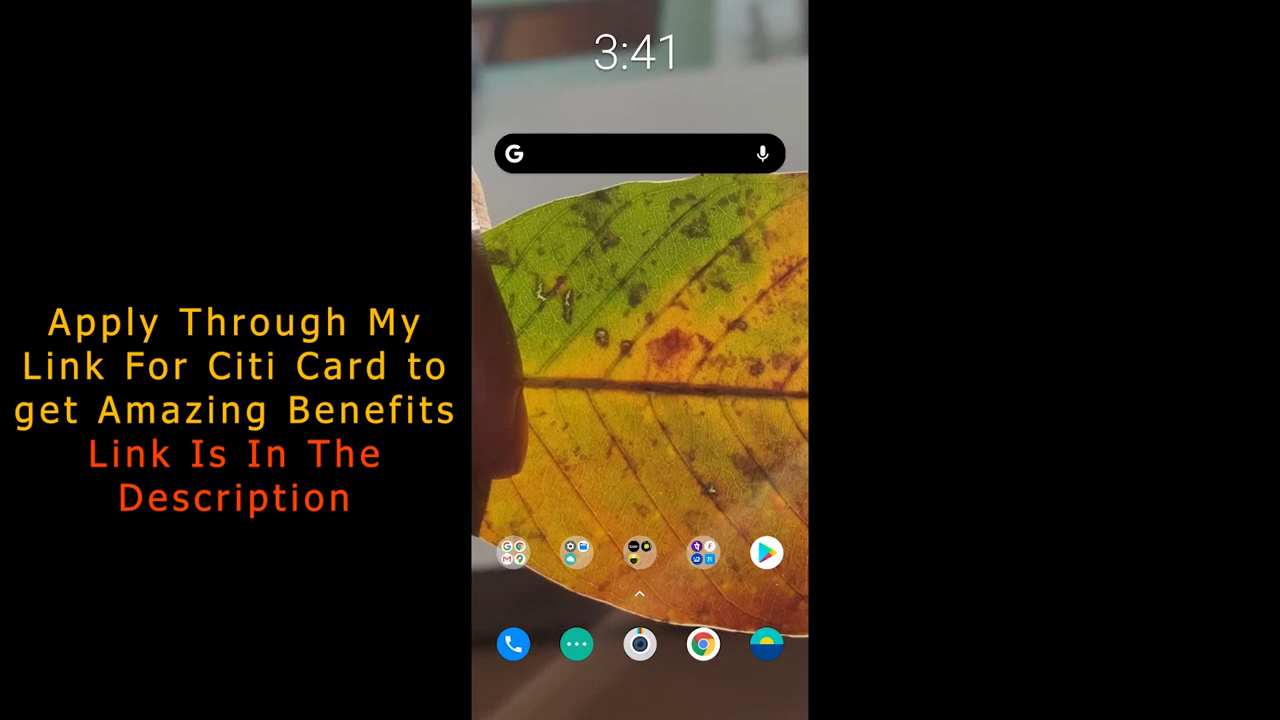 3:41
Apply Through My
Link For Citi Card to
get Amazing Benefits
Link Is In The
Description